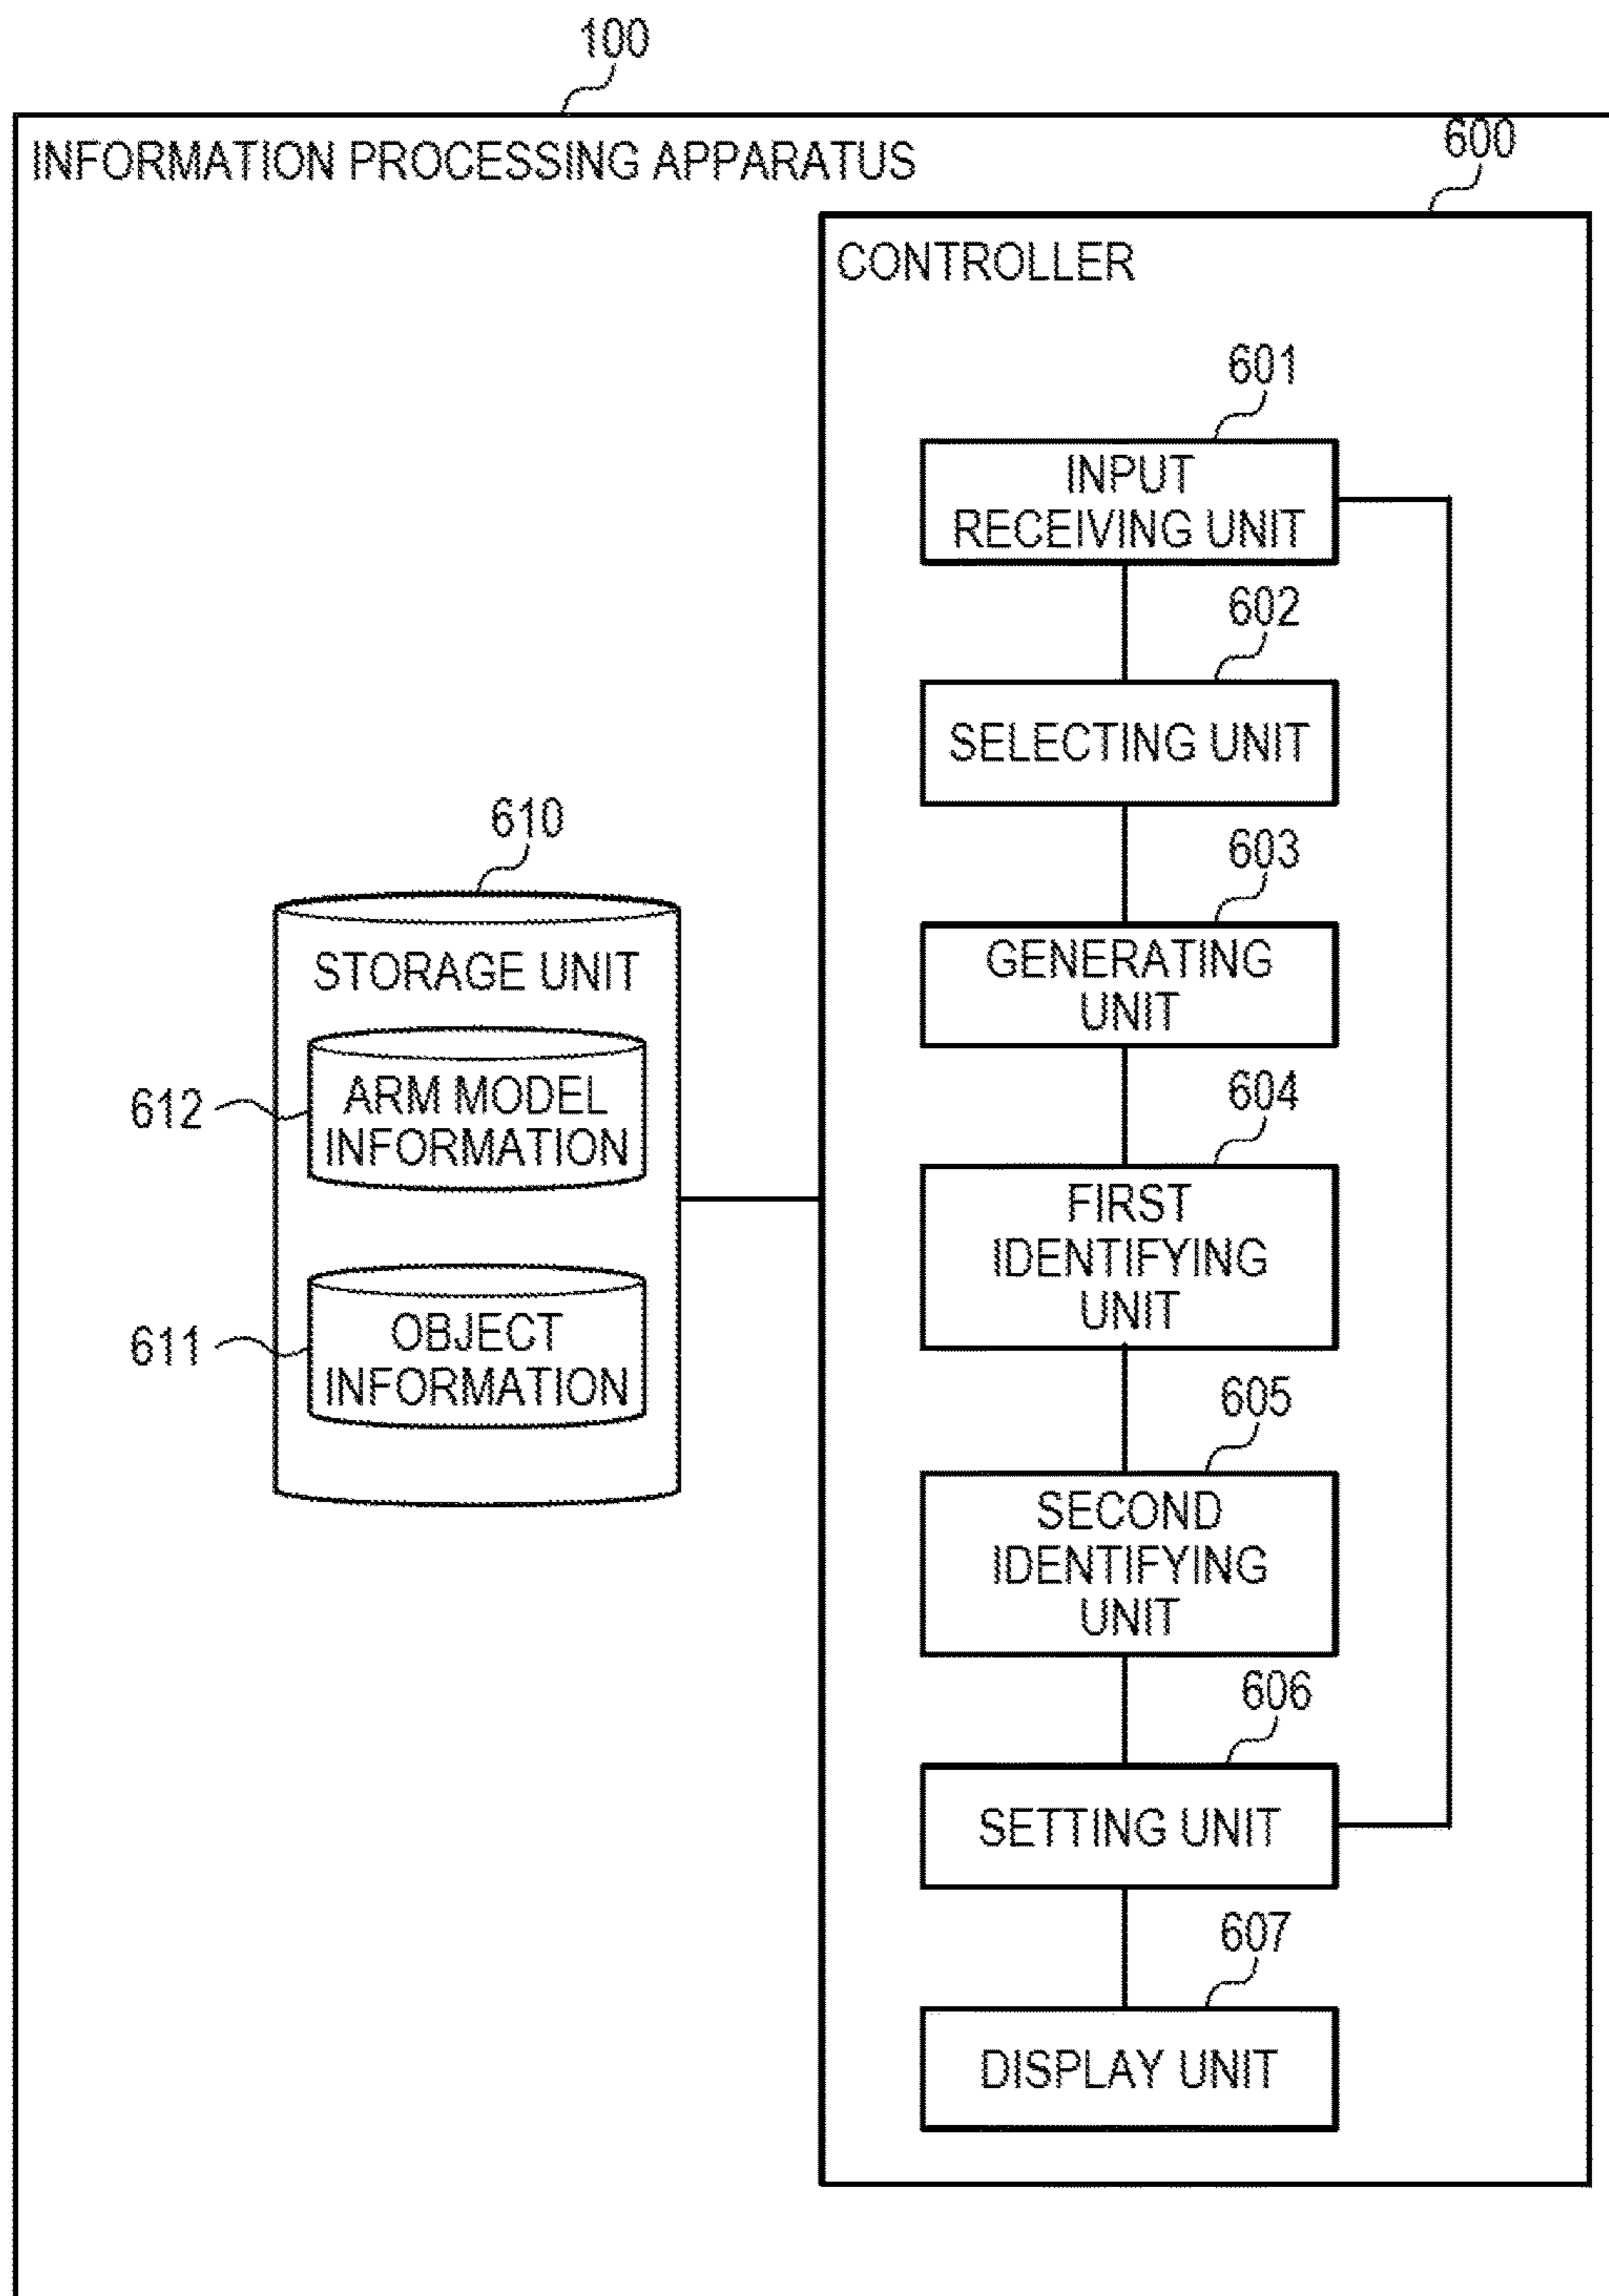 100
INFORMATION PROCESSING APPARATUS
600
CONTROLLER
601
INPUT
RECEIVING UNIT
602
SELECTING UNIT
603
GENERATING
UNIT
604
FIRST
IDENTIFYING
UNIT
605
SECOND
IDENTIFYING
UNIT
606
SETTING UNIT
607
DISPLAY UNIT
610
STORAGE UNIT
612
ARM MODEL
INFORMATION
611
OBJECT
INFORMATION